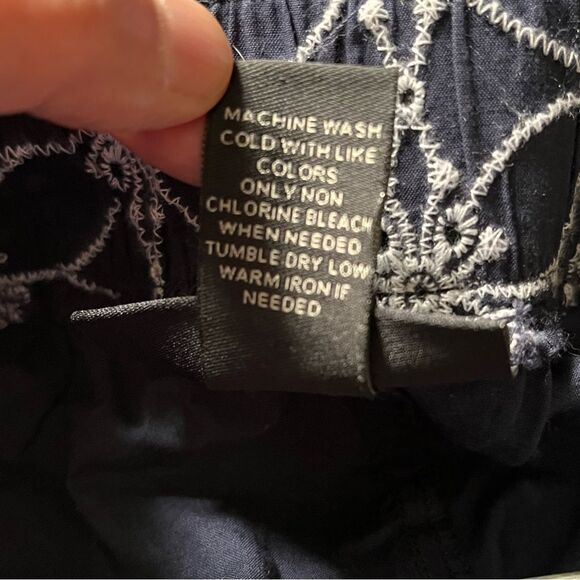 MACHINE WASH
COLD WITH LIKE
COLORS
ONLY NON
CHLORINE BLEACH
WHEN NEEDED
TUMBLE DRY LOW
WARM IRON IF
NEEDED